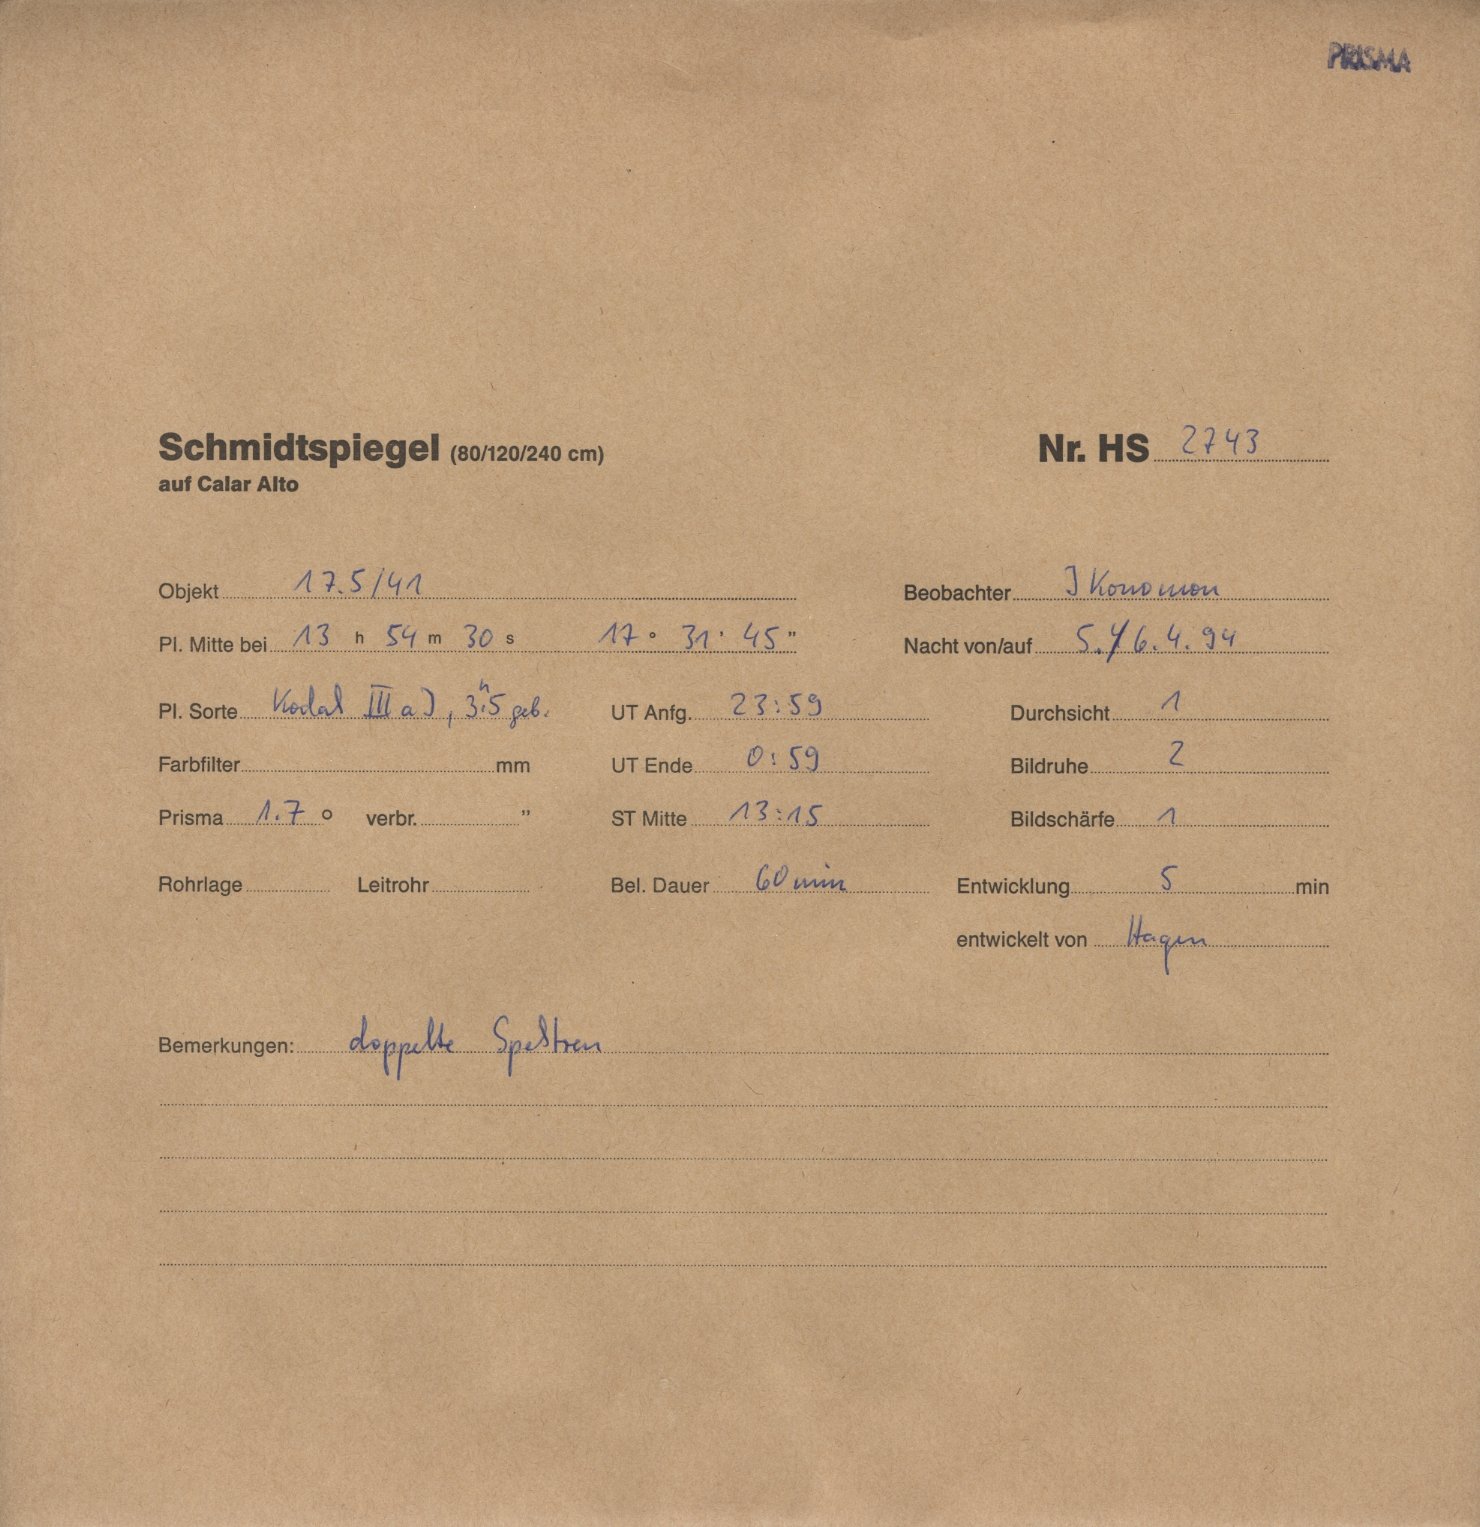 PRISMA
Schmidtspiegel (80/120/240 cm) Nr. HS 2743
auf Calar Alto
Objekt 17.5/41 Beobachter IKonomon
Pl. Mitte bei 13 h 54 m 30 s 17 ° 31 ' 45 " Nacht von/auf 5./6.4.94
Pl. Sorte Kodak III a J, 3.5h geb. UT Anfg. 23:59 Durchsicht 1
Farbfilter mm UT Ende 0:59 Bildruhe 2
Prisma 1.7 ° verbr. " ST Mitte 13:15 Bildschärfe 1
Rohrlage Leitrohr Bel. Dauer 60 min Entwicklung 5 min
entwickelt von Hagen
Bemerkungen: doppelte Spektren